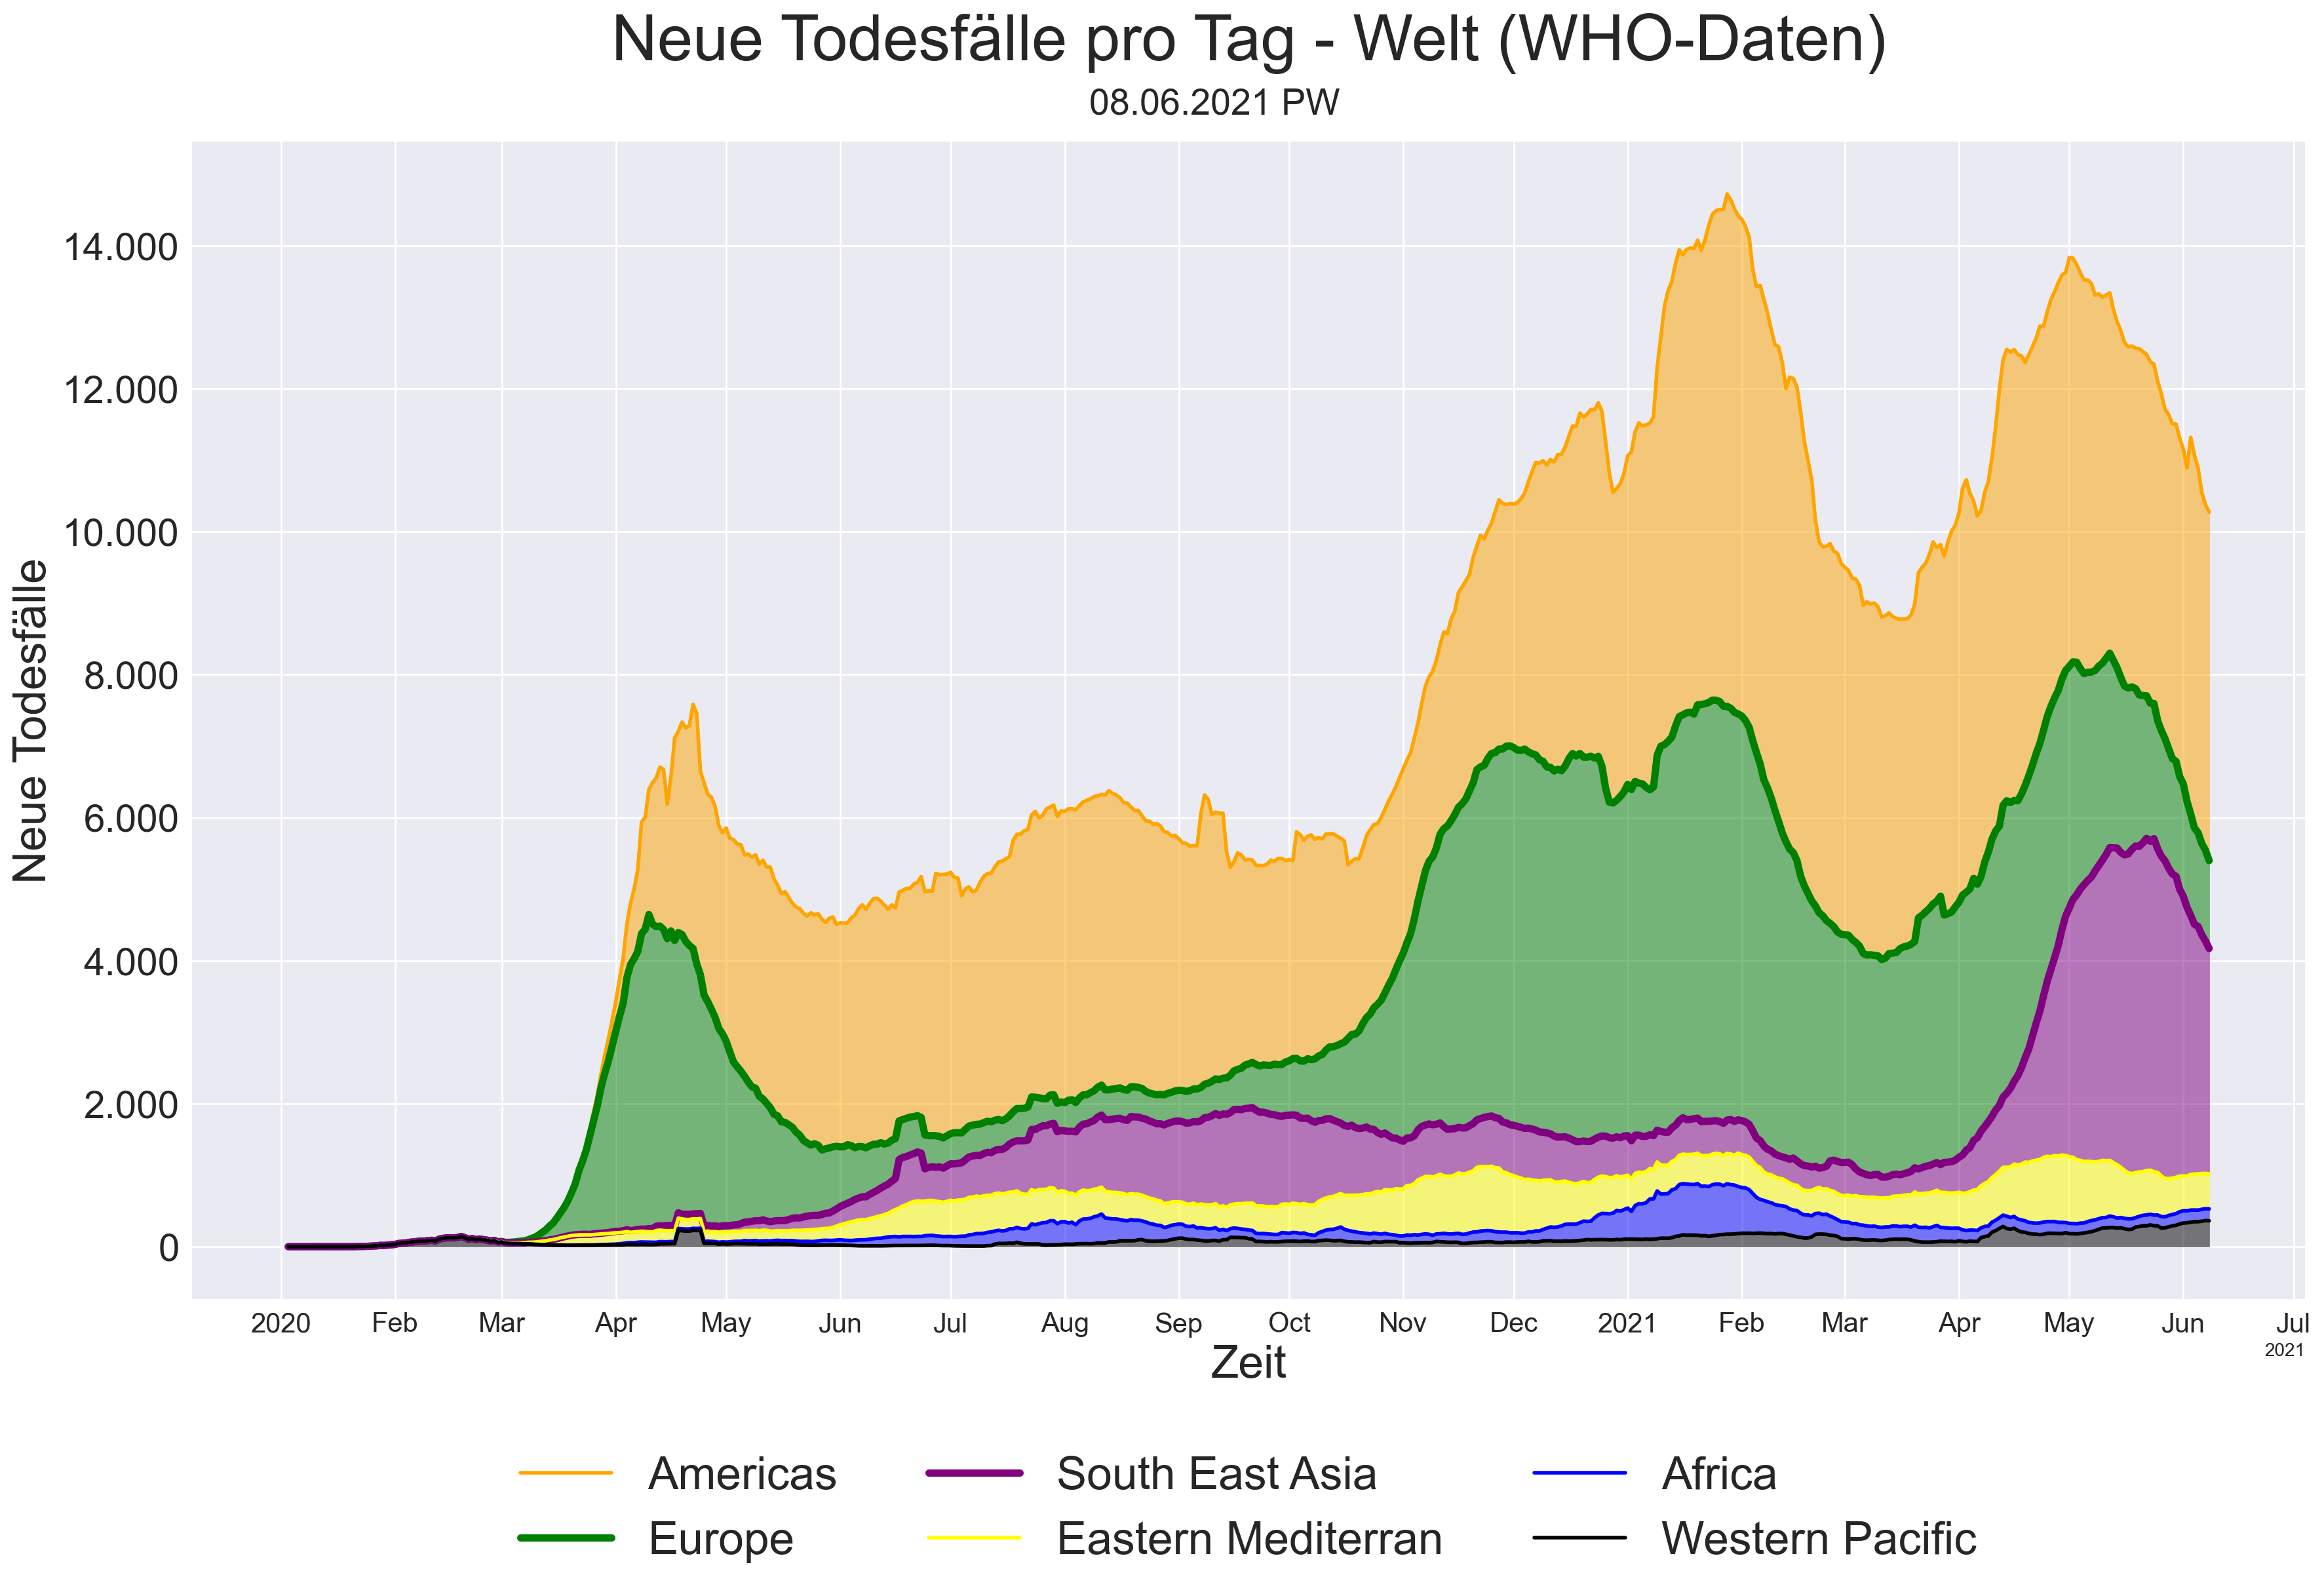 Neue Todesfälle pro Tag - Welt (WHO-Daten)
08.06.2021 PW
Neue Todesfälle
14.000
12.000
10.000
8.000
6.000
4.000
2.000
0
2020 Feb Mar Apr May Jun Jul Aug Sep Oct Nov Dec 2021 Feb Mar Apr May Jun Jul
2021
Zeit
Americas South East Asia Africa
Europe Eastern Mediterran Western Pacific